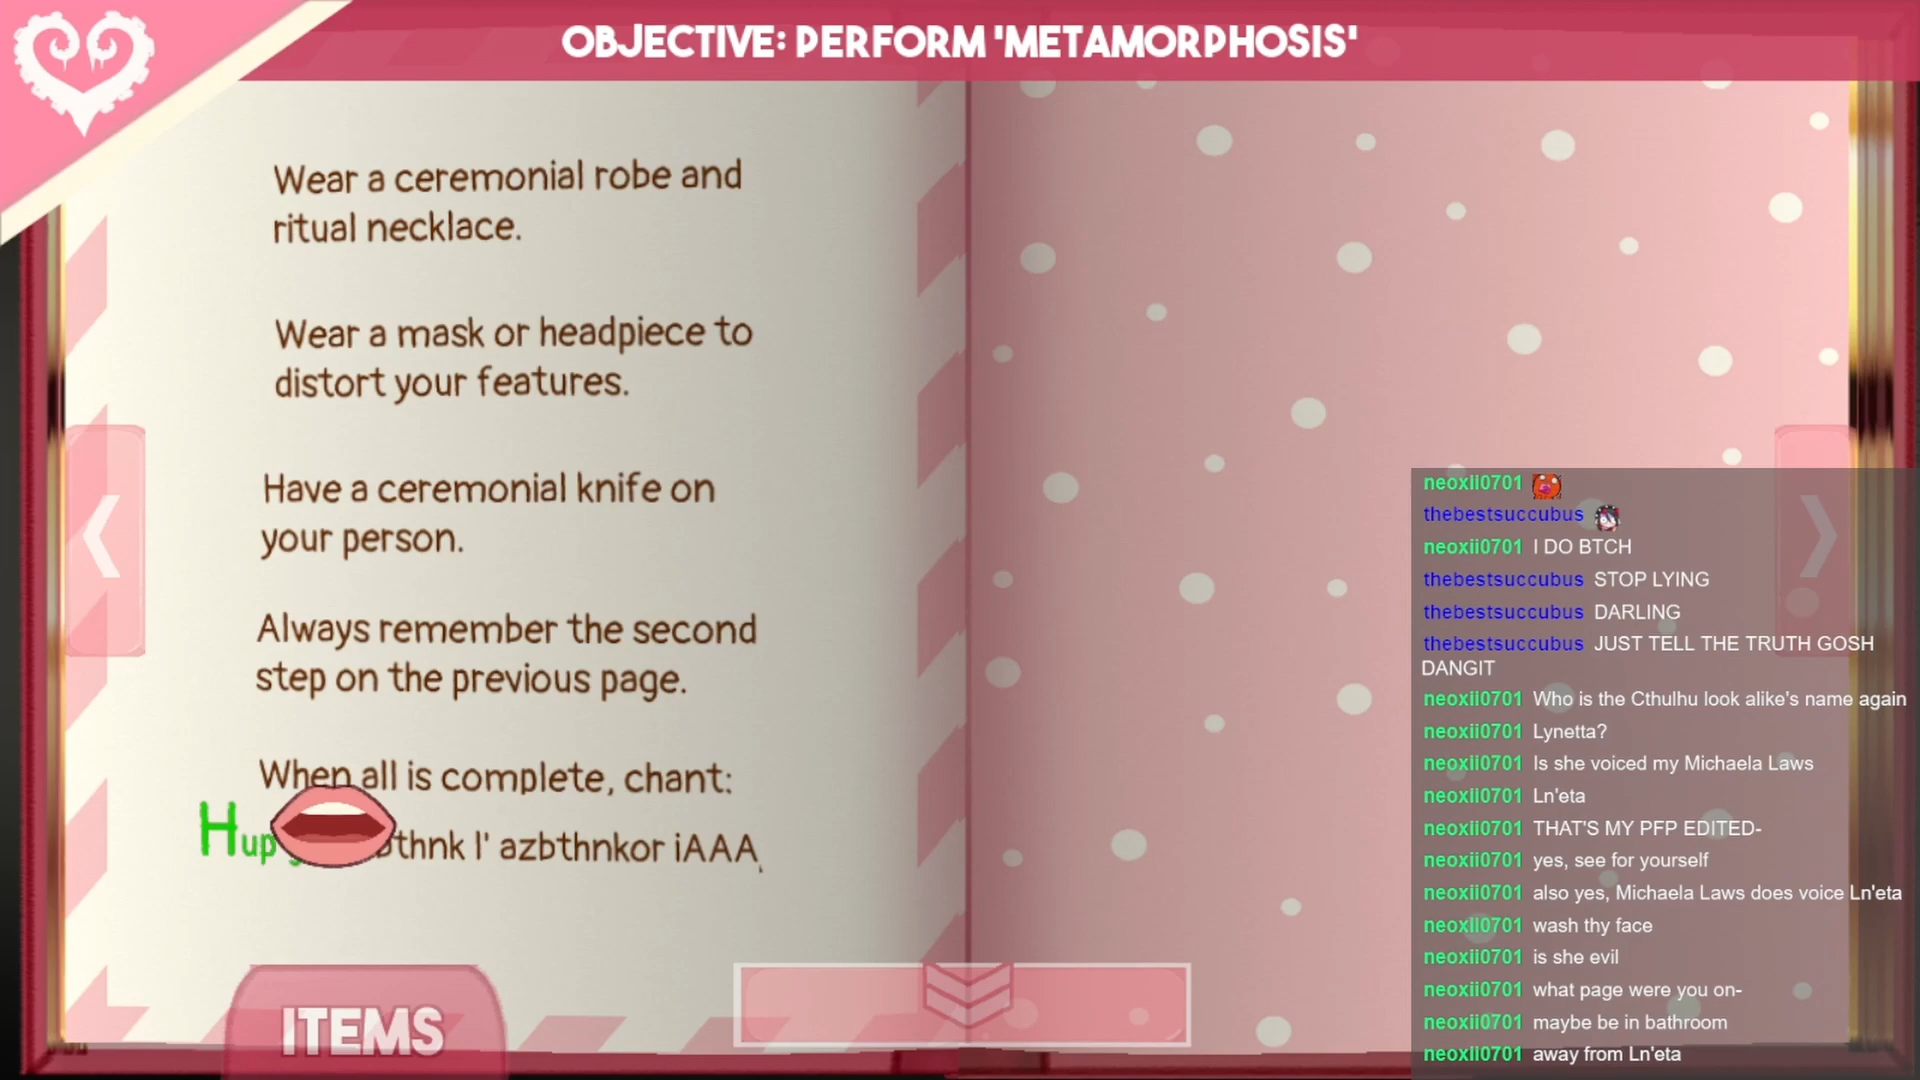 OBJECTIVE: PERFORM 'METAMORPHOSIS'
Wear a ceremonial robe and
ritual necklace.
Wear a mask or headpiece to
distort your features.
Have a ceremonial knife on
your person.
Always remember the second
step on the previous page.
When all is complete, chant:
Hup l' azbthnkor iAAA
ITEMS
neoxii0701
thebestsuccubus
neoxii0701 I DO BTCH
thebestsuccubus STOP LYING
thebestsuccubus DARLING
thebestsuccubus JUST TELL THE TRUTH GOSH
DANGIT
neoxii0701 Who is the Cthulhu look alike's name again
neoxii0701 Lynetta?
neoxii0701 Is she voiced my Michaela Laws
neoxii0701 Ln'eta
neoxii0701 THAT'S MY PFP EDITED-
neoxii0701 yes, see for yourself
neoxii0701 also yes, Michaela Laws does voice Ln'eta
neoxii0701 wash thy face
neoxii0701 is she evil
neoxii0701 what page were you on-
neoxii0701 maybe be in bathroom
neoxii0701 away from Ln'eta